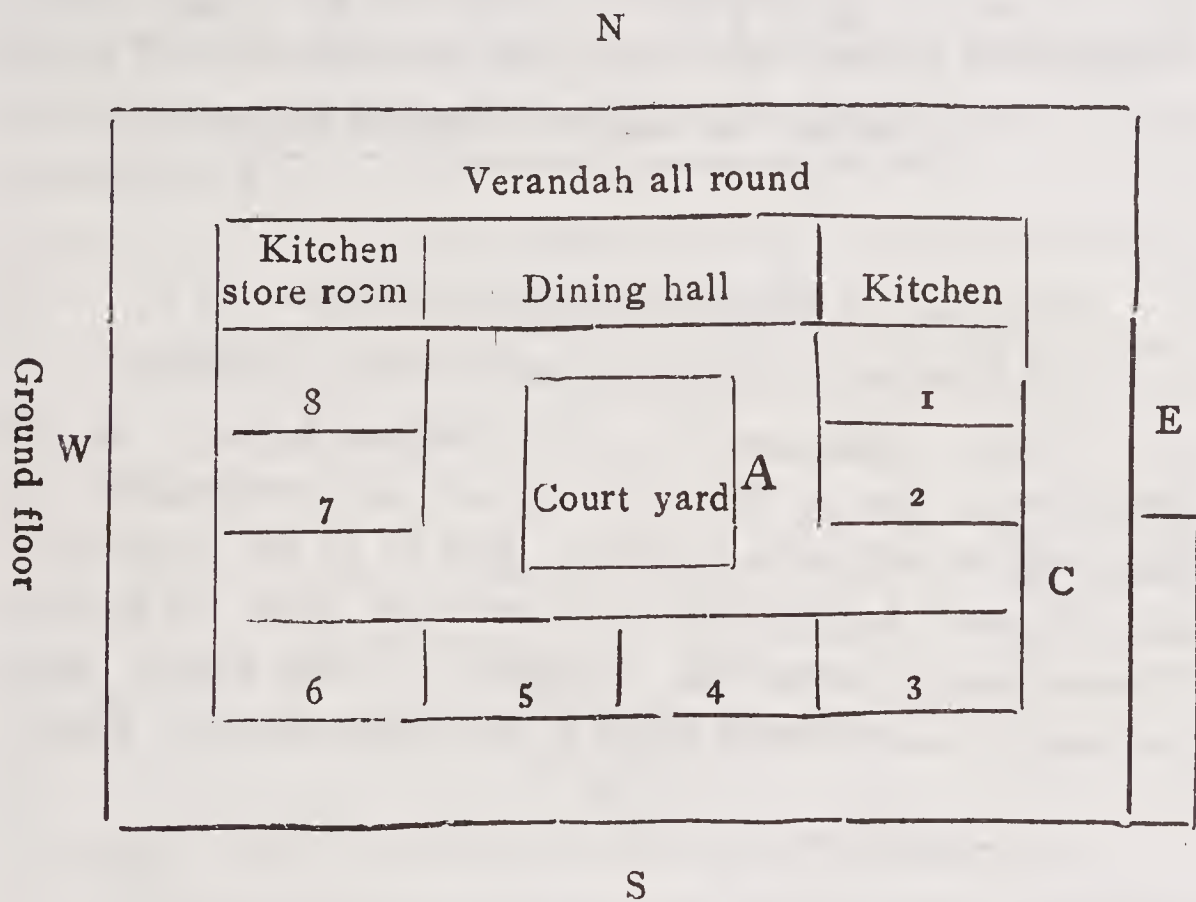 N
Verandah all round
Kitchen
store room
Dining hall
Kitchen
8
1
E
W
Ground floor
Court yard
A
7
2
C
6
5
4
3
S